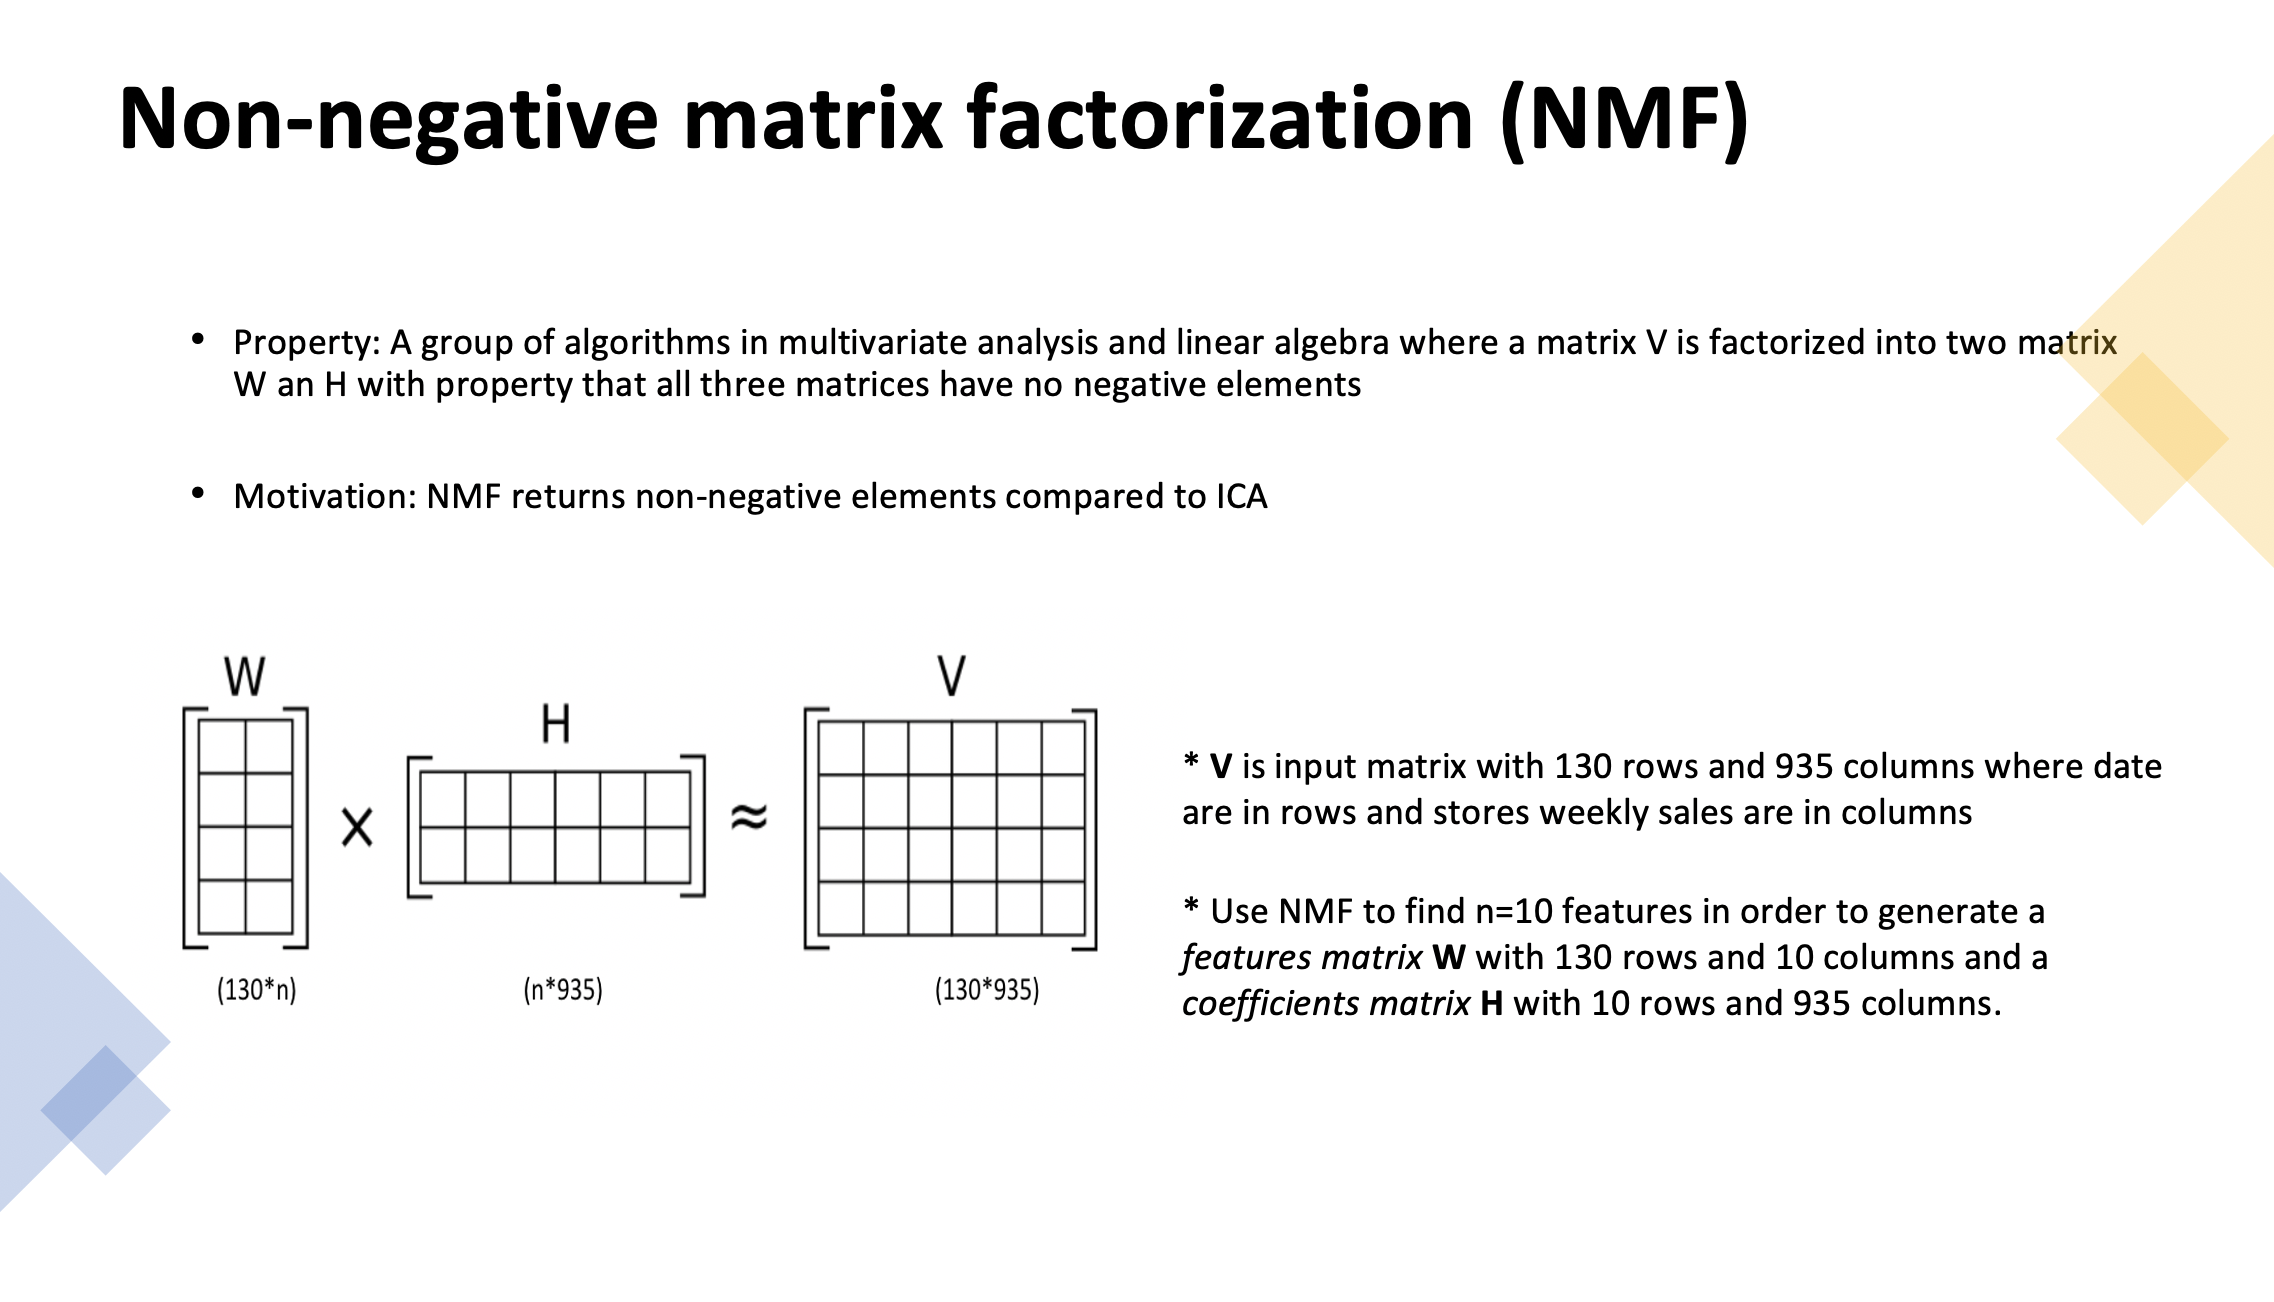 Non-negative matrix factorization (NMF)
• Property: A group of algorithms in multivariate analysis and linear algebra where a matrix V is factorized into two matrix
W an H with property that all three matrices have no negative elements
• Motivation: NMF returns non-negative elements compared to ICA
W
H
V
×
≈
(130*n)
(n*935)
(130*935)
* V is input matrix with 130 rows and 935 columns where date
are in rows and stores weekly sales are in columns
* Use NMF to find n=10 features in order to generate a
features matrix W with 130 rows and 10 columns and a
coefficients matrix H with 10 rows and 935 columns.